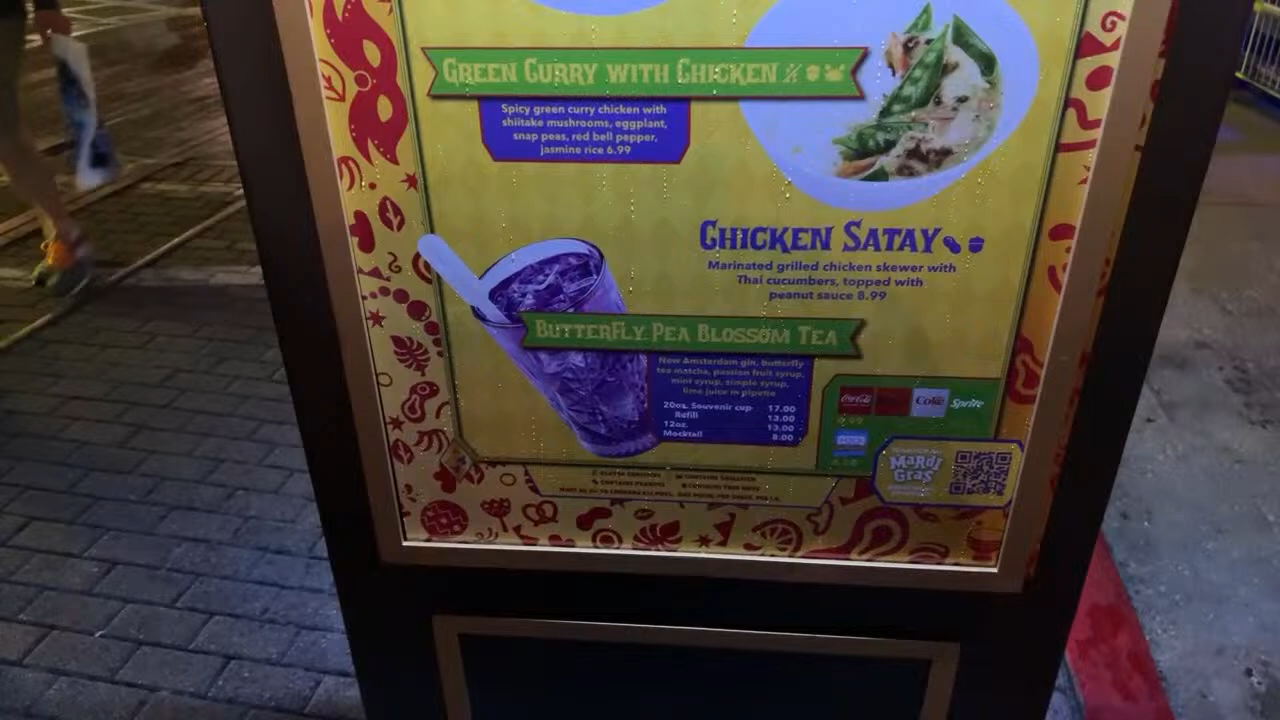 GREEN CURRY WITH CHICKEN
Spicy green curry chicken with
shiitake mushrooms, eggplant,
snap peas, red bell pepper,
jasmine rice 6.99
CHICKEN SATAY
Marinated grilled chicken skewer with
Thai cucumbers, topped with
peanut sauce 8.99
BUTTERFLY PEA BLOSSOM TEA
New Amsterdam gin, butterfly
tea matcha, passion fruit syrup,
mint syrup, simple syrup,
lime juice in pipette
20oz. Souvenir cup 17.00
Refill 13.00
12oz. 13.00
Mocktail 8.00
Coca-Cola
Coke
Sprite
MARDI
GRAS